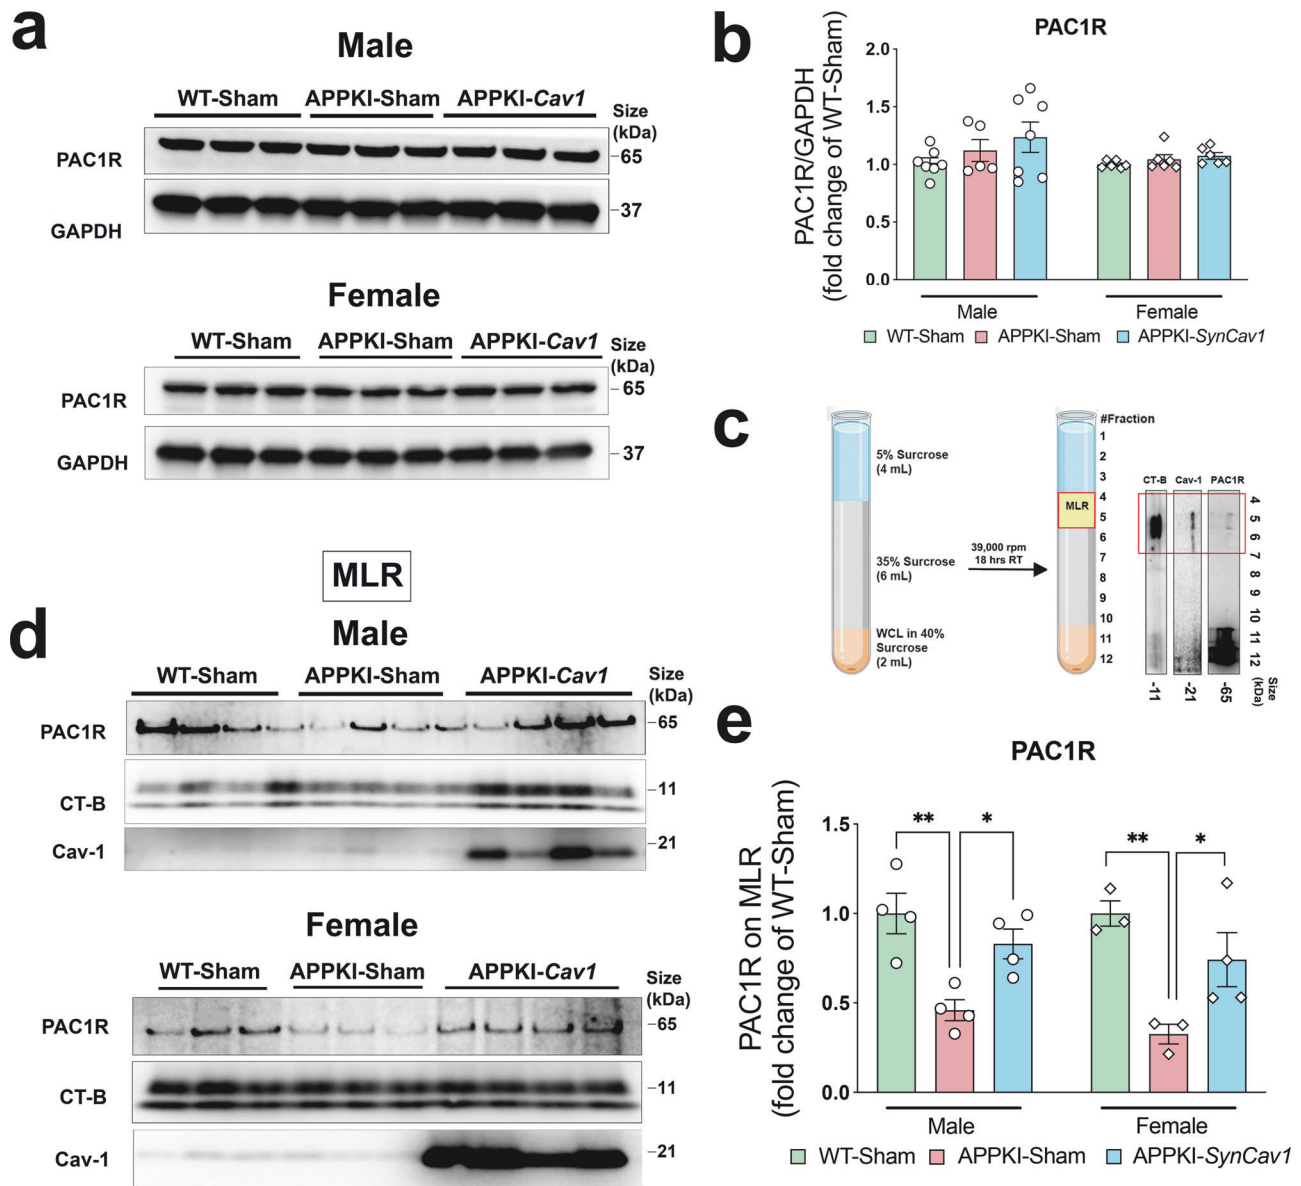 a
Male
WT-Sham APPKI-Sham APPKI-Cav1
Size
(kDa)
PAC1R
-65
GAPDH
-37
Female
WT-Sham APPKI-Sham APPKI-Cav1
Size
(kDa)
PAC1R
-65
GAPDH
-37
b
PAC1R
PAC1R/GAPDH
(fold change of WT-Sham)
2.0
1.5
1.0
0.5
0.0
Male Female
WT-Sham APPKI-Sham APPKI-SynCav1
c
5% Surcrose
(4 mL)
35% Surcrose
(6 mL)
WCL in 40%
Surcrose
(2 mL)
39,000 rpm
18 hrs RT
#Fraction
1
2
3
4
5
6
7
8
9
10
11
12
MLR
CT-B Cav-1 PAC1R
4
5
6
7
8
9
10
11
12
-11 -21 -65
Size
(kDa)
d
MLR
Male
WT-Sham APPKI-Sham APPKI-Cav1
Size
(kDa)
PAC1R
-65
CT-B
-11
Cav-1
-21
Female
WT-Sham APPKI-Sham APPKI-Cav1
Size
(kDa)
PAC1R
-65
CT-B
-11
Cav-1
-21
e
PAC1R
PAC1R on MLR
(fold change of WT-Sham)
1.5
1.0
0.5
0.0
** * ** *
Male Female
WT-Sham APPKI-Sham APPKI-SynCav1